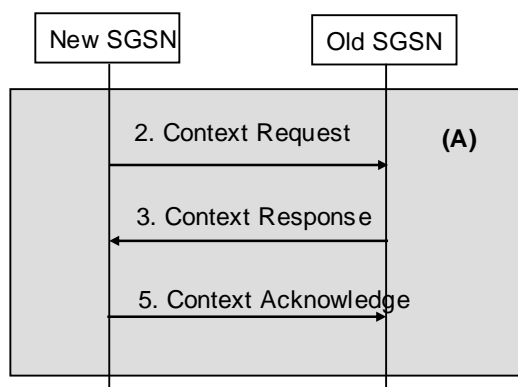 New SGSN
Old SGSN
2. Context Request
(A)
3. Context Response
5. Context Acknowledge